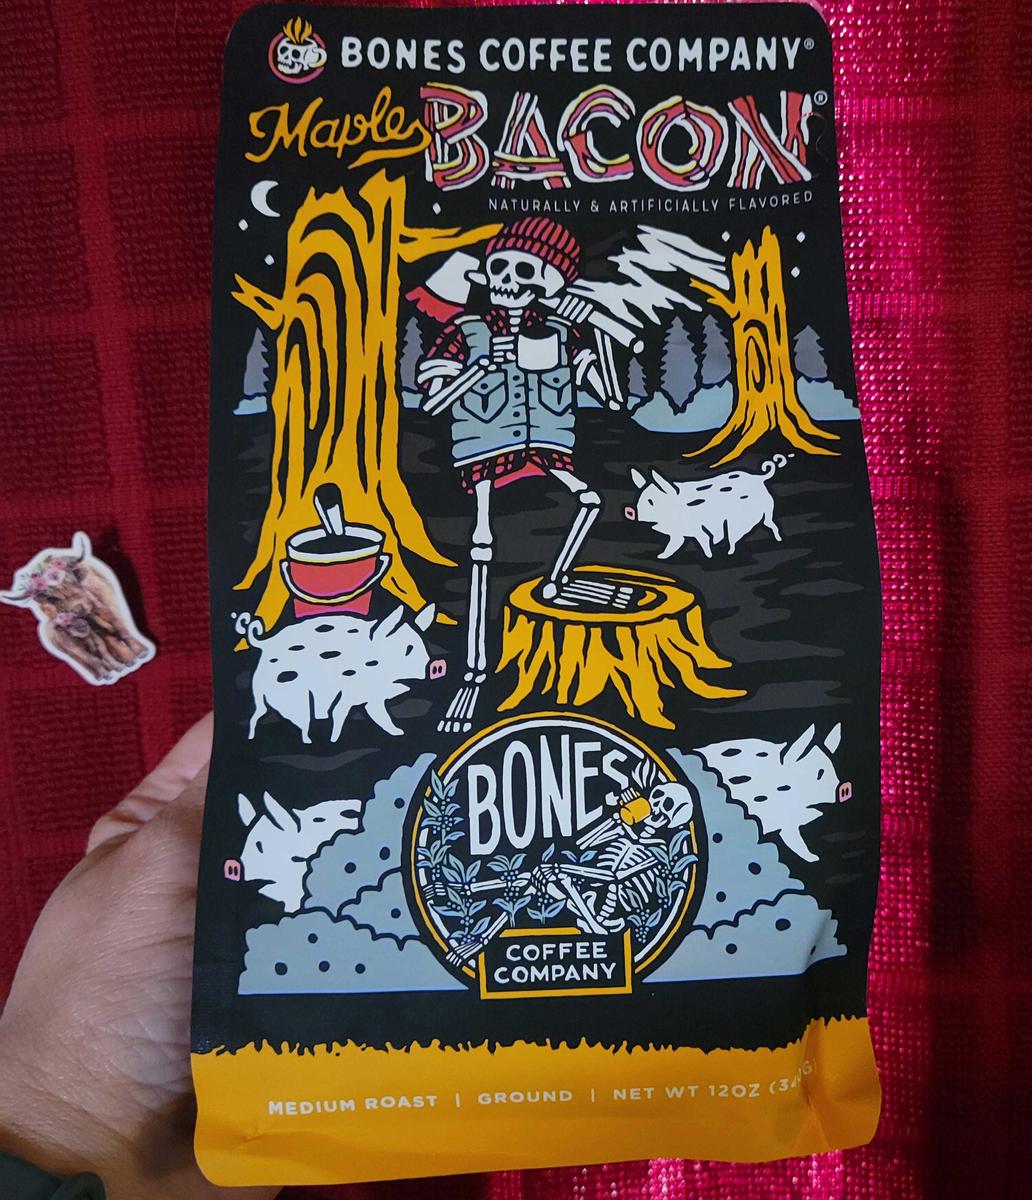 BONES COFFEE COMPANY®
Maple BACON®
NATURALLY & ARTIFICIALLY FLAVORED
BONES
COFFEE
COMPANY
MEDIUM ROAST | GROUND | NET WT 12OZ